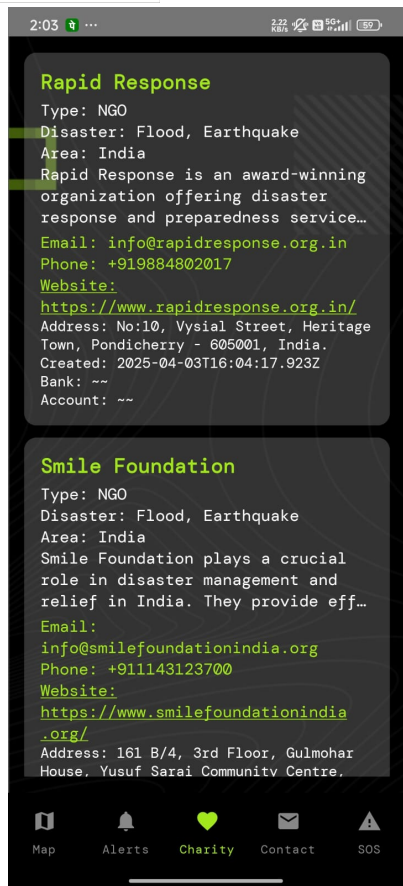 2:03 पे ...
2.22 KB/s 5G+ 59
Rapid Response
Type: NGO
Disaster: Flood, Earthquake
Area: India
Rapid Response is an award-winning
organization offering disaster
response and preparedness service…
Email: info@rapidresponse.org.in
Phone: +919884802017
Website:
https://www.rapidresponse.org.in/
Address: No:10, Vysial Street, Heritage
Town, Pondicherry - 605001, India.
Created: 2025-04-03T16:04:17.923Z
Bank: ~~
Account: ~~
Smile Foundation
Type: NGO
Disaster: Flood, Earthquake
Area: India
Smile Foundation plays a crucial
role in disaster management and
relief in India. They provide eff…
Email:
info@smilefoundationindia.org
Phone: +911143123700
Website:
https://www.smilefoundationindia
.org/
Address: 161 B/4, 3rd Floor, Gulmohar
House, Yusuf Sarai Community Centre,
Map Alerts Charity Contact SOS